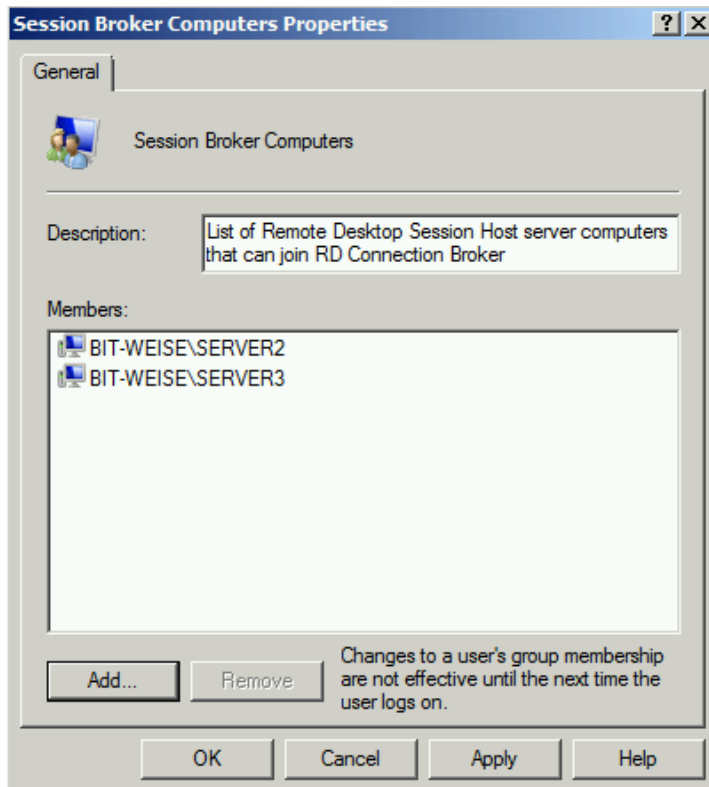 Session Broker Computers Properties
General
Session Broker Computers
Description:
List of Remote Desktop Session Host server computers
that can join RD Connection Broker
Members:
BIT-WEISE\SERVER2
BIT-WEISE\SERVER3
Add...
Remove
Changes to a user's group membership
are not effective until the next time the
user logs on.
OK
Cancel
Apply
Help